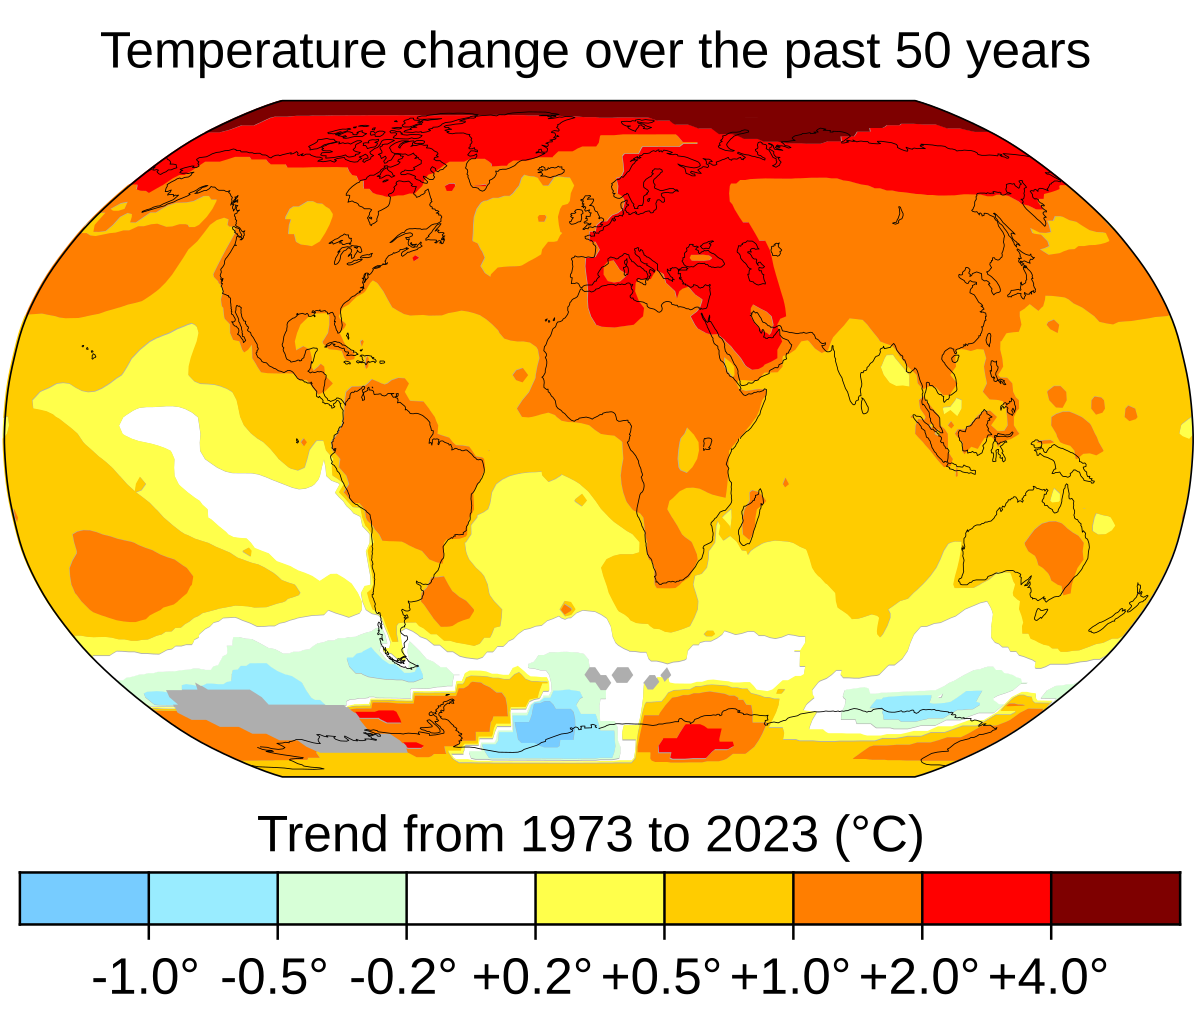 Temperature change over the past 50 years
Trend from 1973 to 2023 (°C)
-1.0° -0.5° -0.2° +0.2° +0.5° +1.0° +2.0° +4.0°